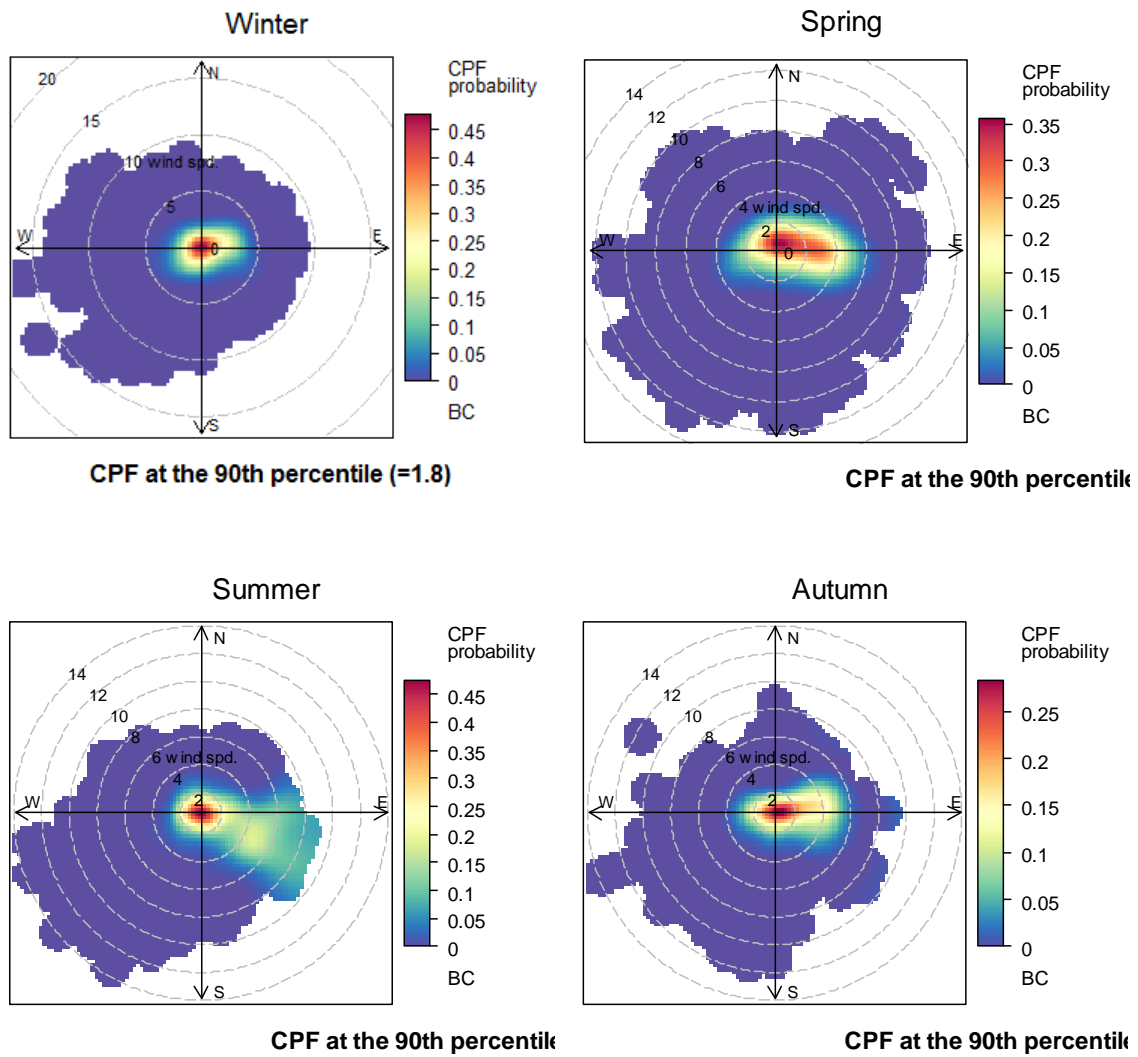 Winter
N
20
15
10 wind spd.
5
W
E
0
S
CPF
probability
0.45
0.4
0.35
0.3
0.25
0.2
0.15
0.1
0.05
0
BC
CPF at the 90th percentile (=1.8)
Spring
N
14
12
10
8
6
4 wind spd.
2
W
E
0
S
CPF
probability
0.35
0.3
0.25
0.2
0.15
0.1
0.05
0
BC
CPF at the 90th percentile
Summer
N
14
12
10
8
6 wind spd.
4
2
W
E
S
CPF
probability
0.45
0.4
0.35
0.3
0.25
0.2
0.15
0.1
0.05
0
BC
CPF at the 90th percentile
Autumn
N
14
12
10
8
6 wind spd.
4
2
W
E
S
CPF
probability
0.25
0.2
0.15
0.1
0.05
0
BC
CPF at the 90th percentile